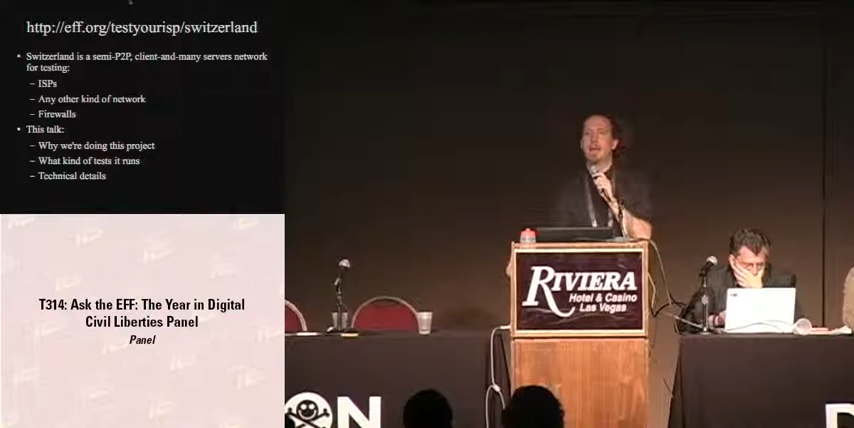 http://eff.org/testyourisp/switzerland
• Switzerland is a semi-P2P, client-and-many servers network
for testing:
– ISPs
– Any other kind of network
– Firewalls
• This talk:
– Why we're doing this project
– What kind of tests it runs
– Technical details
T314: Ask the EFF: The Year in Digital
Civil Liberties Panel
Panel
RIVIERA
Hotel & Casino
Las Vegas
ON
D